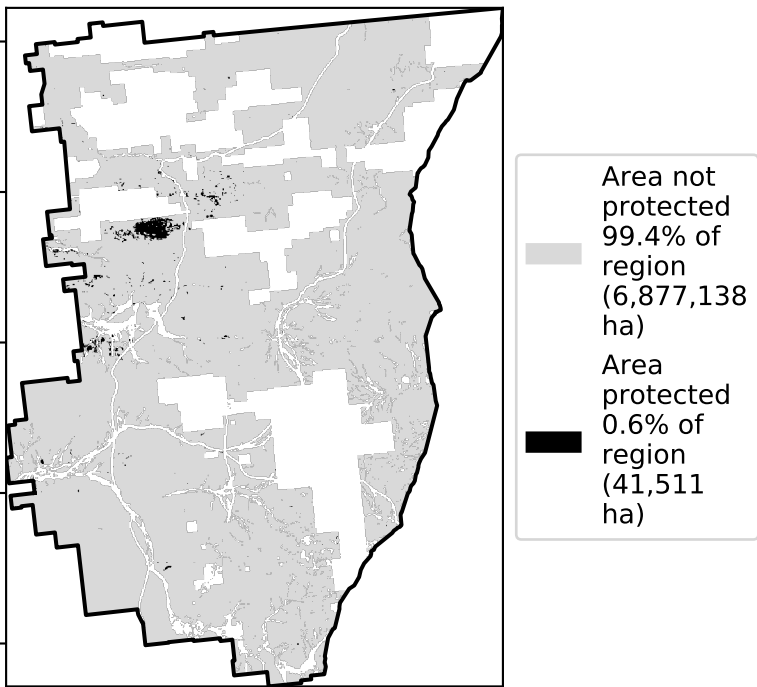 Area not
protected
99.4% of
region
(6,877,138
ha)
Area
protected
0.6% of
region
(41,511
ha)